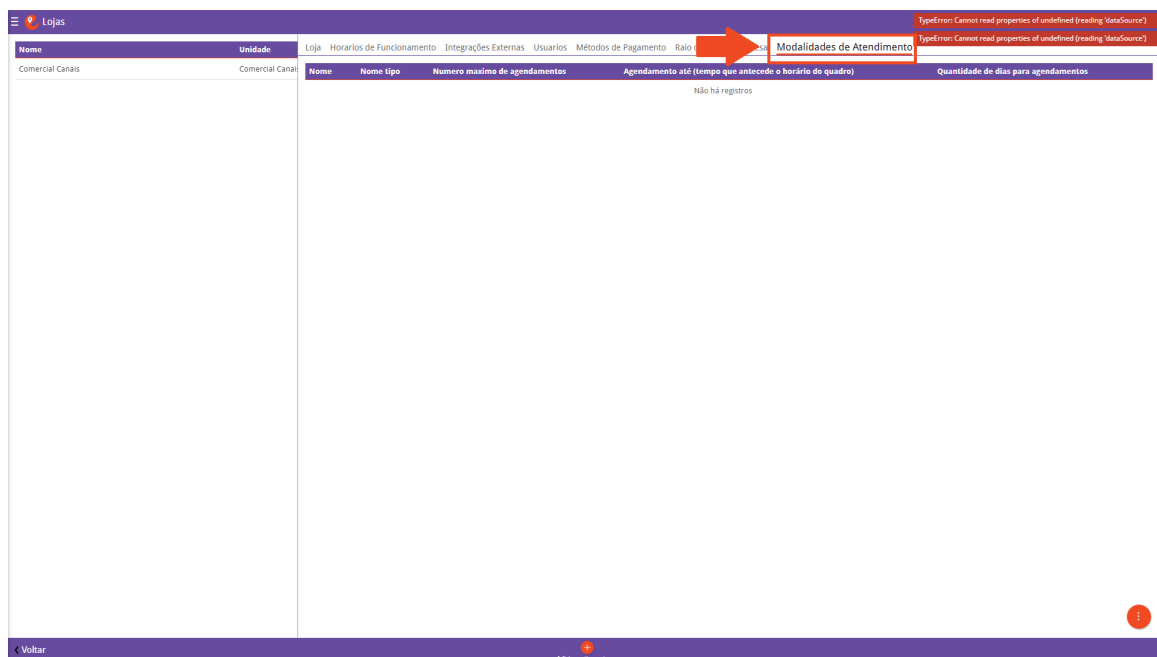 Lojas
TypeError: Cannot read properties of undefined (reading 'dataSource')
TypeError: Cannot read properties of undefined (reading 'dataSource')
Nome Unidade
Comercial Canais Comercial Canais
Loja Horarios de Funcionamento Integrações Externas Usuarios Métodos de Pagamento Raio Modalidades de Atendimento
Nome Nome tipo Numero maximo de agendamentos Agendamento até (tempo que antecede o horário do quadro) Quantidade de dias para agendamentos
Não há registros
Voltar